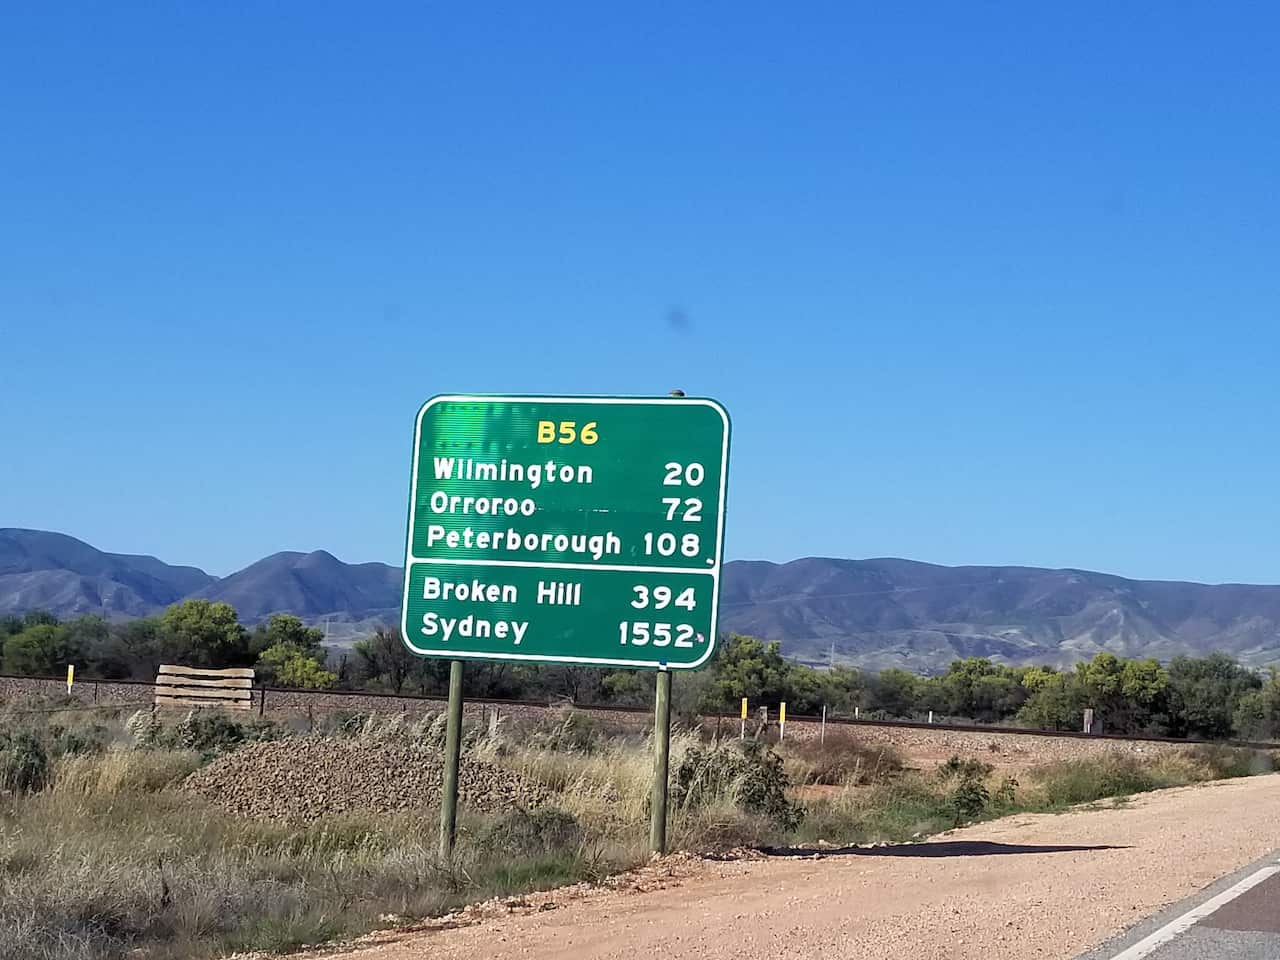 B56
Wilmington 20
Orroroo 72
Peterborough 108
Broken Hill 394
Sydney 1552